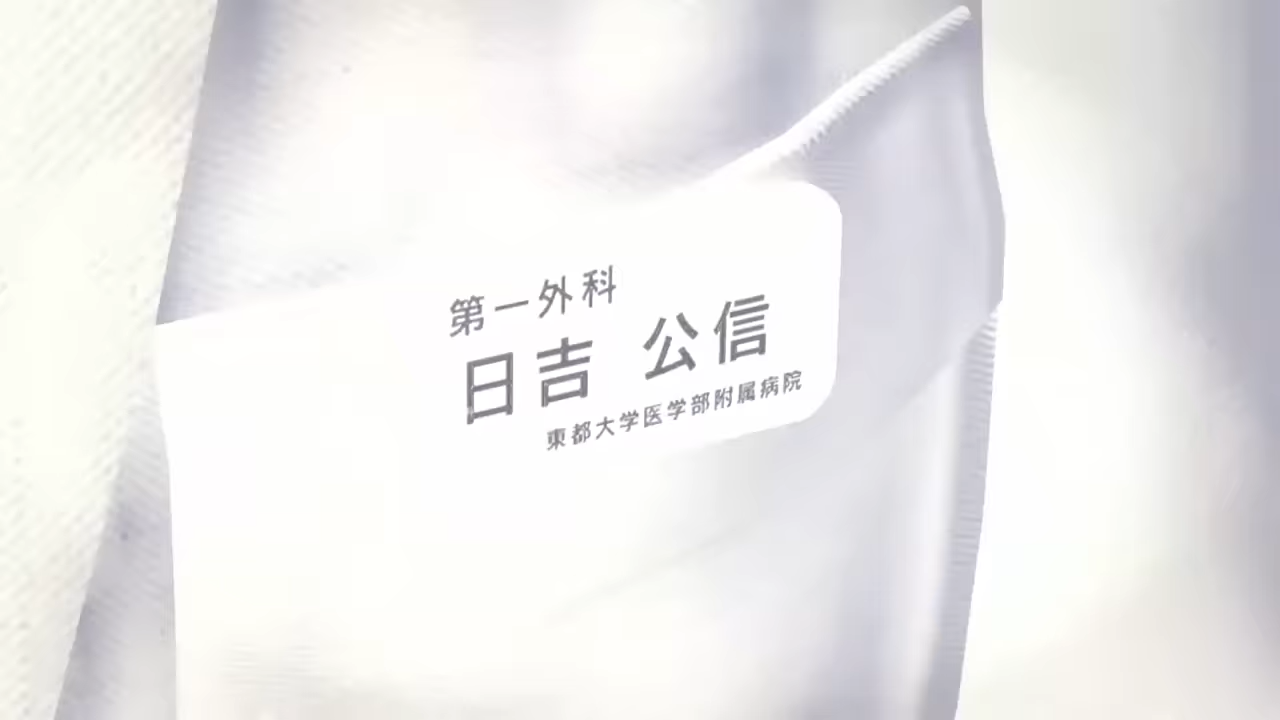 第一外科
日吉 公信
東都大学医学部附属病院